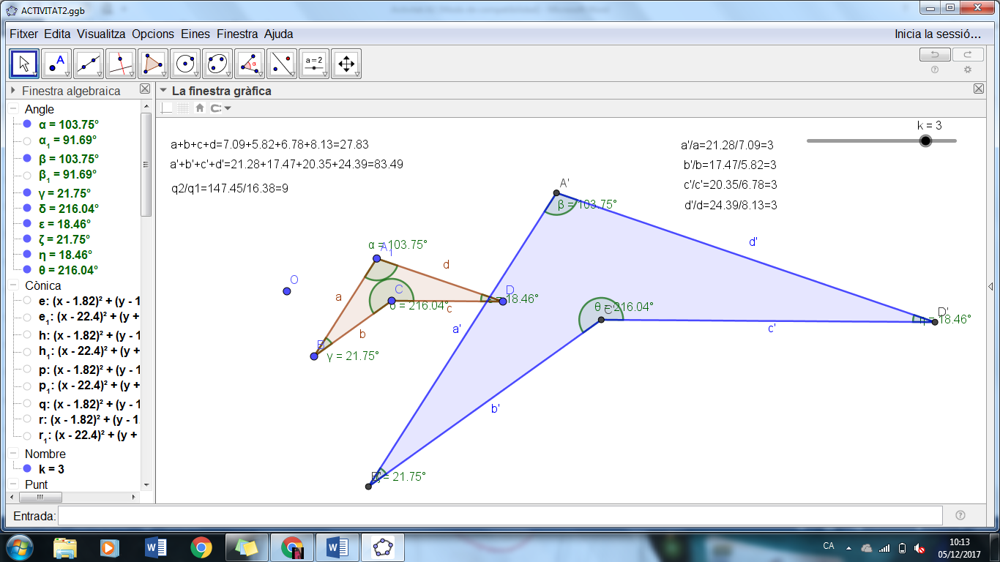 ACTIVITAT2.ggb
Fitxer Edita Visualitza Opcions Eines Finestra Ajuda
Inicia la sessió...
A
α
a=2
Finestra algebraica
La finestra gràfica
Angle
α = 103.75°
α1 = 91.69°
β = 103.75°
β1 = 91.69°
γ = 21.75°
δ = 216.04°
ε = 18.46°
ζ = 21.75°
η = 18.46°
θ = 216.04°
Cònica
e: (x - 1.82)² + (y - 1
e1: (x - 22.4)² + (y +
h: (x - 1.82)² + (y - 1
h1: (x - 22.4)² + (y +
p: (x - 1.82)² + (y - 1
p1: (x - 22.4)² + (y +
q: (x - 1.82)² + (y - 1
r: (x - 1.82)² + (y - 1
r1: (x - 22.4)² + (y +
Nombre
k = 3
Punt
a+b+c+d=7.09+5.82+6.78+8.13=27.83
a'+b'+c'+d'=21.28+17.47+20.35+24.39=83.49
q2/q1=147.45/16.38=9
k = 3
a'/a=21.28/7.09=3
b'/b=17.47/5.82=3
c'/c'=20.35/6.78=3
d'/d=24.39/8.13=3
A'
β = 103.75°
d'
α = 103.75°
A1
d
O
C
D
= 18.46°
a
= 216.04°
c
θ = 216.04°
C'
D'
= 18.46°
a'
c'
b
B
γ = 21.75°
b'
= 21.75°
Entrada:
CA
10:13
05/12/2017